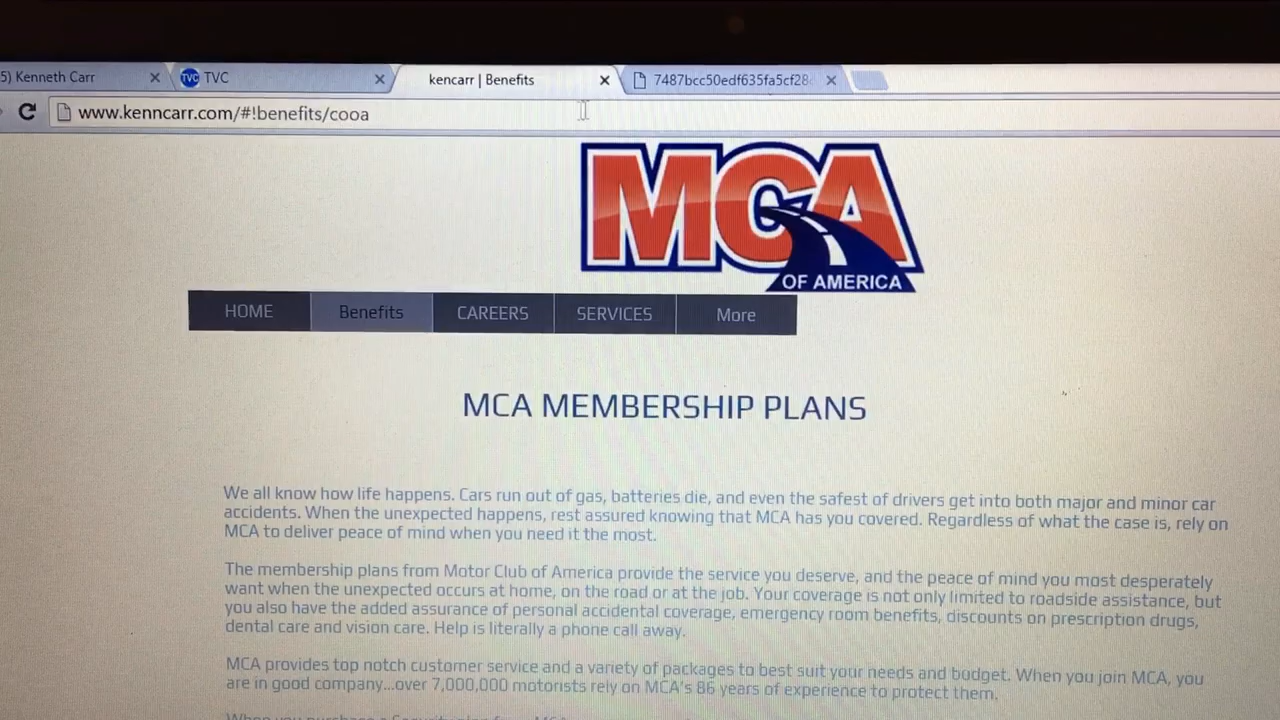 5) Kenneth Carr
TVC TVC
kencarr | Benefits
7487bcc50edf635fa5cf28
www.kenncarr.com/#!benefits/cooa
MCA
OF AMERICA
HOME Benefits CAREERS SERVICES More
MCA MEMBERSHIP PLANS
We all know how life happens. Cars run out of gas, batteries die, and even the safest of drivers get into both major and minor car
accidents. When the unexpected happens, rest assured knowing that MCA has you covered. Regardless of what the case is, rely on
MCA to deliver peace of mind when you need it the most.
The membership plans from Motor Club of America provide the service you deserve, and the peace of mind you most desperately
want when the unexpected occurs at home, on the road or at the job. Your coverage is not only limited to roadside assistance, but
you also have the added assurance of personal accidental coverage, emergency room benefits, discounts on prescription drugs,
dental care and vision care. Help is literally a phone call away.
MCA provides top notch customer service and a variety of packages to best suit your needs and budget. When you join MCA, you
are in good company...over 7,000,000 motorists rely on MCA's 86 years of experience to protect them.